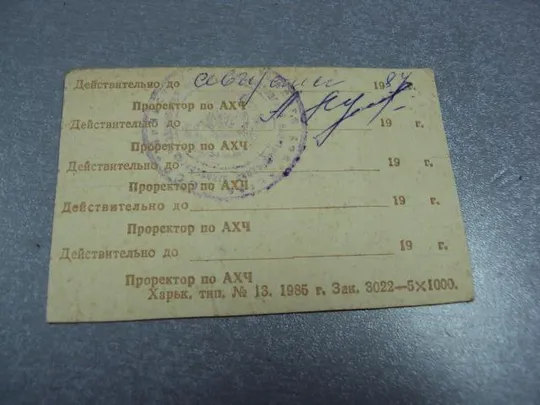 Действительно до сентября 1987 г.
Проректор по АХЧ
Действительно до 19 г.
Проректор по АХЧ
Действительно до 19 г.
Проректор по АХЧ
Действительно до 19 г.
Проректор по АХЧ
Действительно до 19 г.
Проректор по АХЧ
Харьк. тип. № 13. 1985 г. Зак. 3022—5×1000.